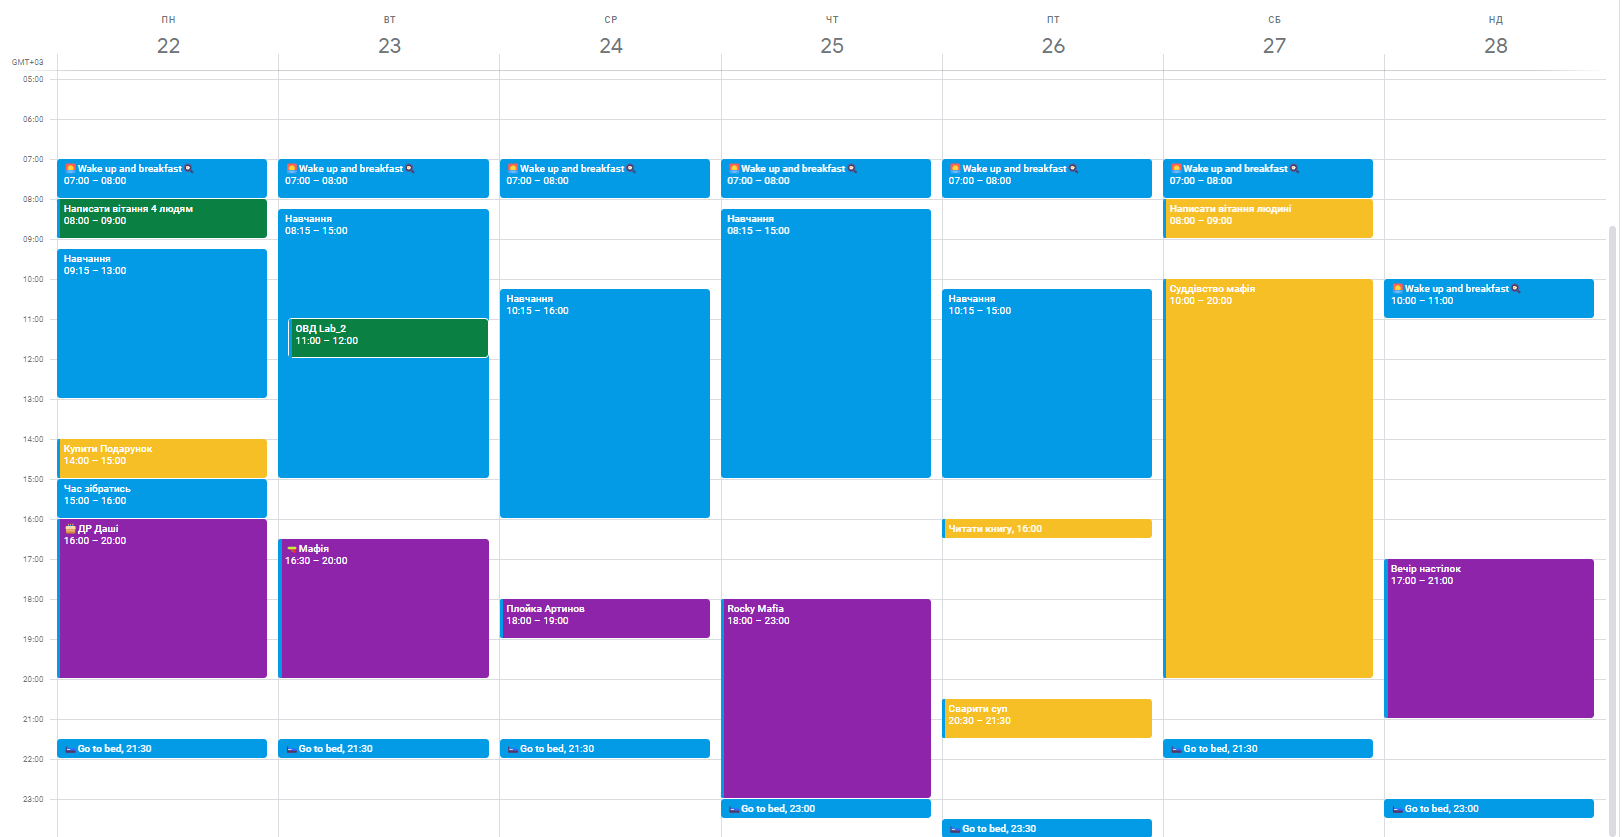 ПН ВТ СР ЧТ ПТ СБ НД
22 23 24 25 26 27 28
GMT+03
05:00
06:00
07:00
08:00
09:00
10:00
11:00
12:00
13:00
14:00
15:00
16:00
17:00
18:00
19:00
20:00
21:00
22:00
23:00
🌅Wake up and breakfast🍳
07:00 – 08:00
Написати вітання 4 людям
08:00 – 09:00
Навчання
09:15 – 13:00
Купити Подарунок
14:00 – 15:00
Час зібратись
15:00 – 16:00
🎂ДР Даші
16:00 – 20:00
🛏️Go to bed, 21:30
🌅Wake up and breakfast🍳
07:00 – 08:00
Навчання
08:15 – 15:00
ОВД Lab_2
11:00 – 12:00
Мафія
16:30 – 20:00
🛏️Go to bed, 21:30
🌅Wake up and breakfast🍳
07:00 – 08:00
Навчання
10:15 – 16:00
Плойка Артинов
18:00 – 19:00
🛏️Go to bed, 21:30
🌅Wake up and breakfast🍳
07:00 – 08:00
Навчання
08:15 – 15:00
Rocky Mafia
18:00 – 23:00
🛏️Go to bed, 23:00
🌅Wake up and breakfast🍳
07:00 – 08:00
Навчання
10:15 – 15:00
Читати книгу, 16:00
Сварити суп
20:30 – 21:30
🛏️Go to bed, 23:30
🌅Wake up and breakfast🍳
07:00 – 08:00
Написати вітання людині
08:00 – 09:00
Суддівство мафія
10:00 – 20:00
🛏️Go to bed, 21:30
🌅Wake up and breakfast🍳
10:00 – 11:00
Вечір настілок
17:00 – 21:00
🛏️Go to bed, 23:00